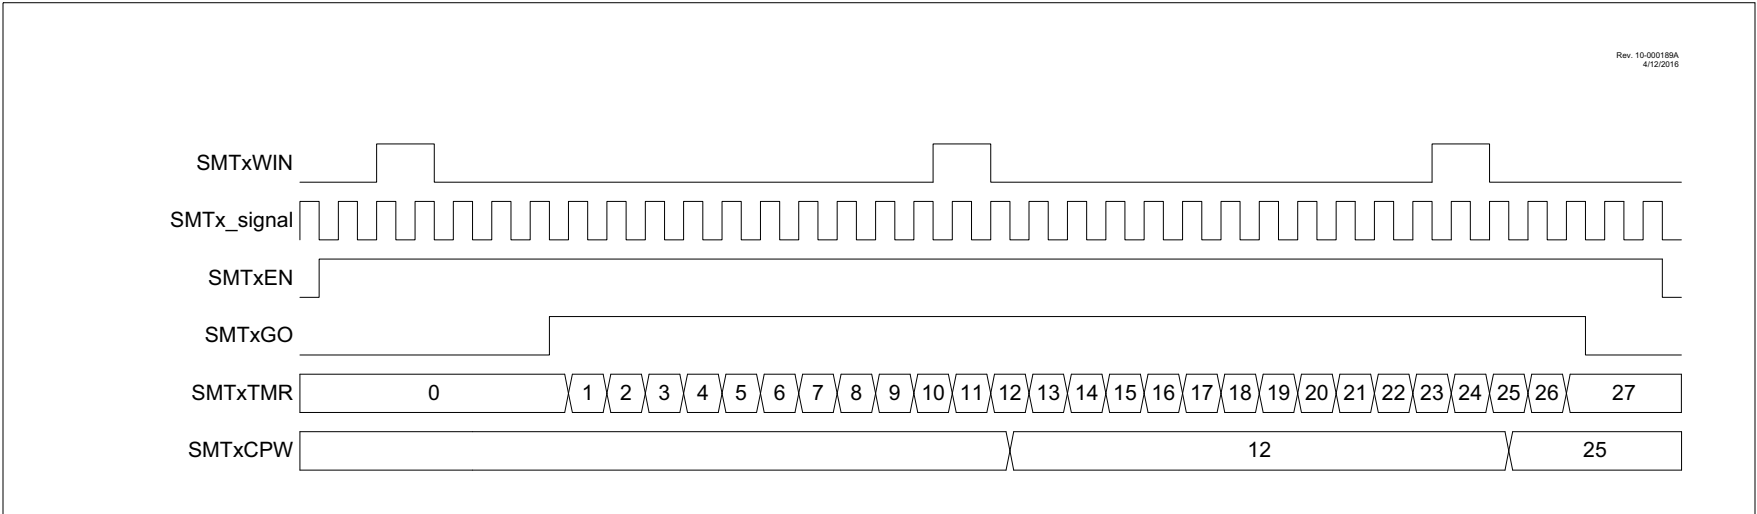 Rev. 10-000189A
4/12/2016
SMTxWIN
SMTx_signal
SMTxEN
SMTxGO
SMTxTMR 0 1 2 3 4 5 6 7 8 9 10 11 12 13 14 15 16 17 18 19 20 21 22 23 24 25 26 27
SMTxCPW 12 25